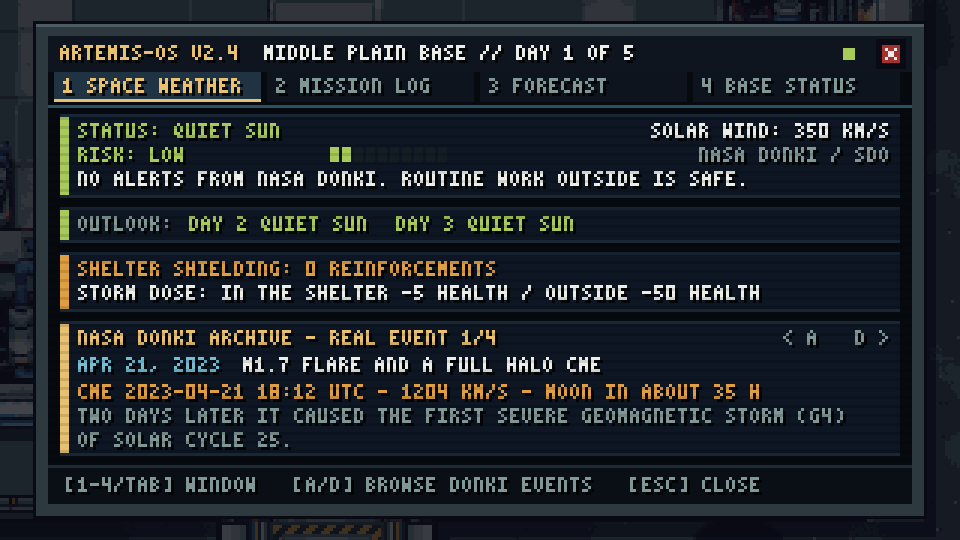 ARTEMIS-OS V2.4 MIDDLE PLAIN BASE // DAY 1 OF 5
1 SPACE WEATHER 2 MISSION LOG 3 FORECAST 4 BASE STATUS
STATUS: QUIET SUN SOLAR WIND: 350 KM/S
RISK: LOW NASA DONKI / SDO
NO ALERTS FROM NASA DONKI. ROUTINE WORK OUTSIDE IS SAFE.
OUTLOOK: DAY 2 QUIET SUN DAY 3 QUIET SUN
SHELTER SHIELDING: 0 REINFORCEMENTS
STORM DOSE: IN THE SHELTER -5 HEALTH / OUTSIDE -50 HEALTH
NASA DONKI ARCHIVE - REAL EVENT 1/4 < A D >
APR 21, 2023 M1.7 FLARE AND A FULL HALO CME
CME 2023-04-21 18:12 UTC - 1204 KM/S - MOON IN ABOUT 35 H
TWO DAYS LATER IT CAUSED THE FIRST SEVERE GEOMAGNETIC STORM (G4)
OF SOLAR CYCLE 25.
[1-4/TAB] WINDOW [A/D] BROWSE DONKI EVENTS [ESC] CLOSE